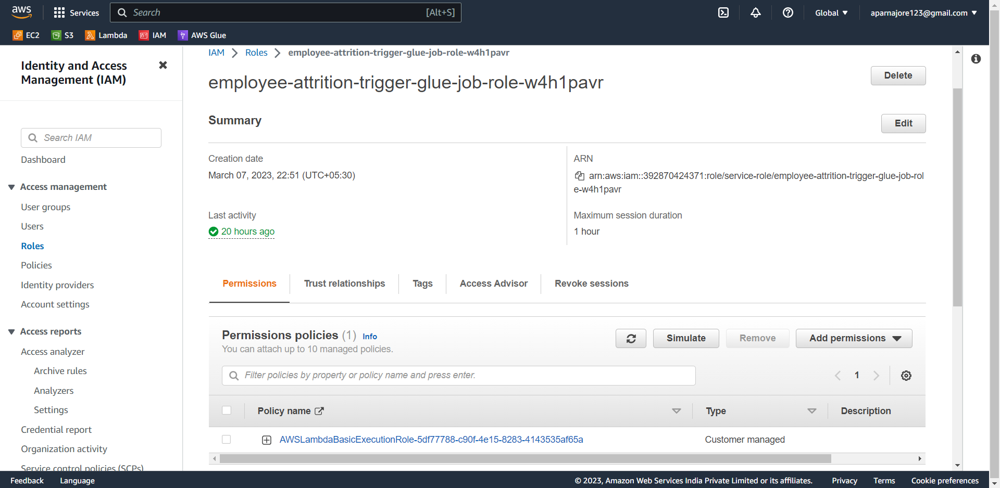 aws
Services
Search
[Alt+S]
Global
aparnajore123@gmail.com
EC2
S3
Lambda
IAM
AWS Glue
Identity and Access
Management (IAM)
Search IAM
Dashboard
Access management
User groups
Users
Roles
Policies
Identity providers
Account settings
Access reports
Access analyzer
Archive rules
Analyzers
Settings
Credential report
Organization activity
Service control policies (SCPs)
IAM
Roles
employee-attrition-trigger-glue-job-role-w4h1pavr
employee-attrition-trigger-glue-job-role-w4h1pavr
Delete
Summary
Edit
Creation date
March 07, 2023, 22:51 (UTC+05:30)
ARN
arn:aws:iam::392870424371:role/service-role/employee-attrition-trigger-glue-job-rol
e-w4h1pavr
Last activity
20 hours ago
Maximum session duration
1 hour
Permissions
Trust relationships
Tags
Access Advisor
Revoke sessions
Permissions policies (1) Info
You can attach up to 10 managed policies.
Simulate
Remove
Add permissions
Filter policies by property or policy name and press enter.
1
Policy name
Type
Description
AWSLambdaBasicExecutionRole-5df77788-c90f-4e15-8283-4143535af65a
Customer managed
Feedback
Language
© 2023, Amazon Web Services India Private Limited or its affiliates.
Privacy
Terms
Cookie preferences